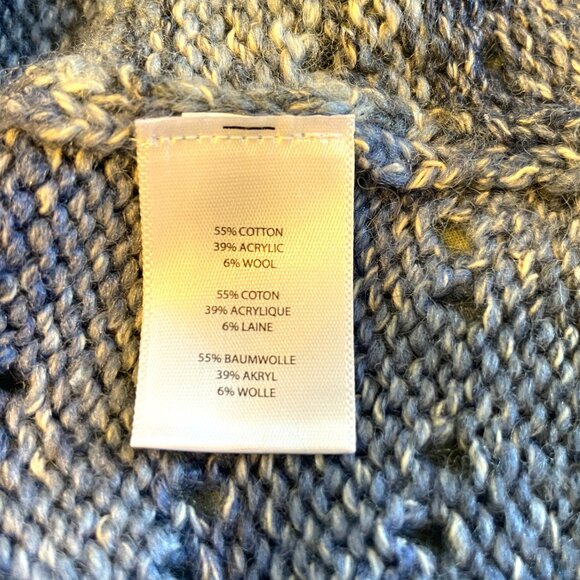 55% COTTON
39% ACRYLIC
6% WOOL
55% COTON
39% ACRYLIQUE
6% LAINE
55% BAUMWOLLE
39% AKRYL
6% WOLLE